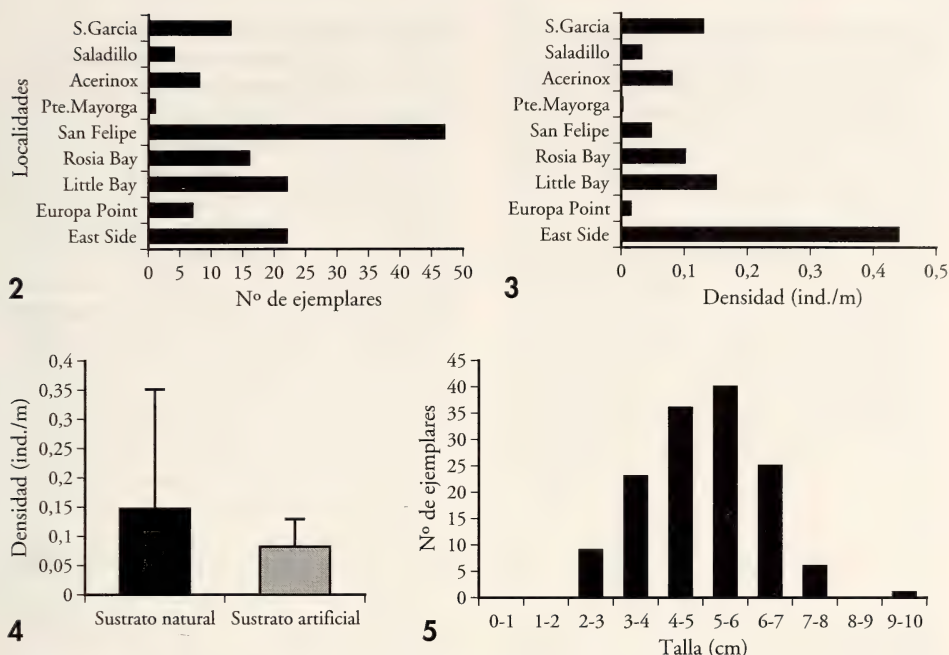 Localidades
S.Garcia
Saladillo
Acerinox
Pte.Mayorga
San Felipe
Rosia Bay
Little Bay
Europa Point
East Side
0 5 10 15 20 25 30 35 40 45 50
Nº de ejemplares
2
S.Garcia
Saladillo
Acerinox
Pte.Mayorga
San Felipe
Rosia Bay
Little Bay
Europa Point
East Side
0 0,1 0,2 0,3 0,4 0,5
Densidad (ind./m)
3
Densidad (ind./m)
0,4
0,35
0,3
0,25
0,2
0,15
0,1
0,05
0
Sustrato natural Sustrato artificial
4
Nº de ejemplares
45
40
35
30
25
20
15
10
5
0
0-1 1-2 2-3 3-4 4-5 5-6 6-7 7-8 8-9 9-10
Talla (cm)
5